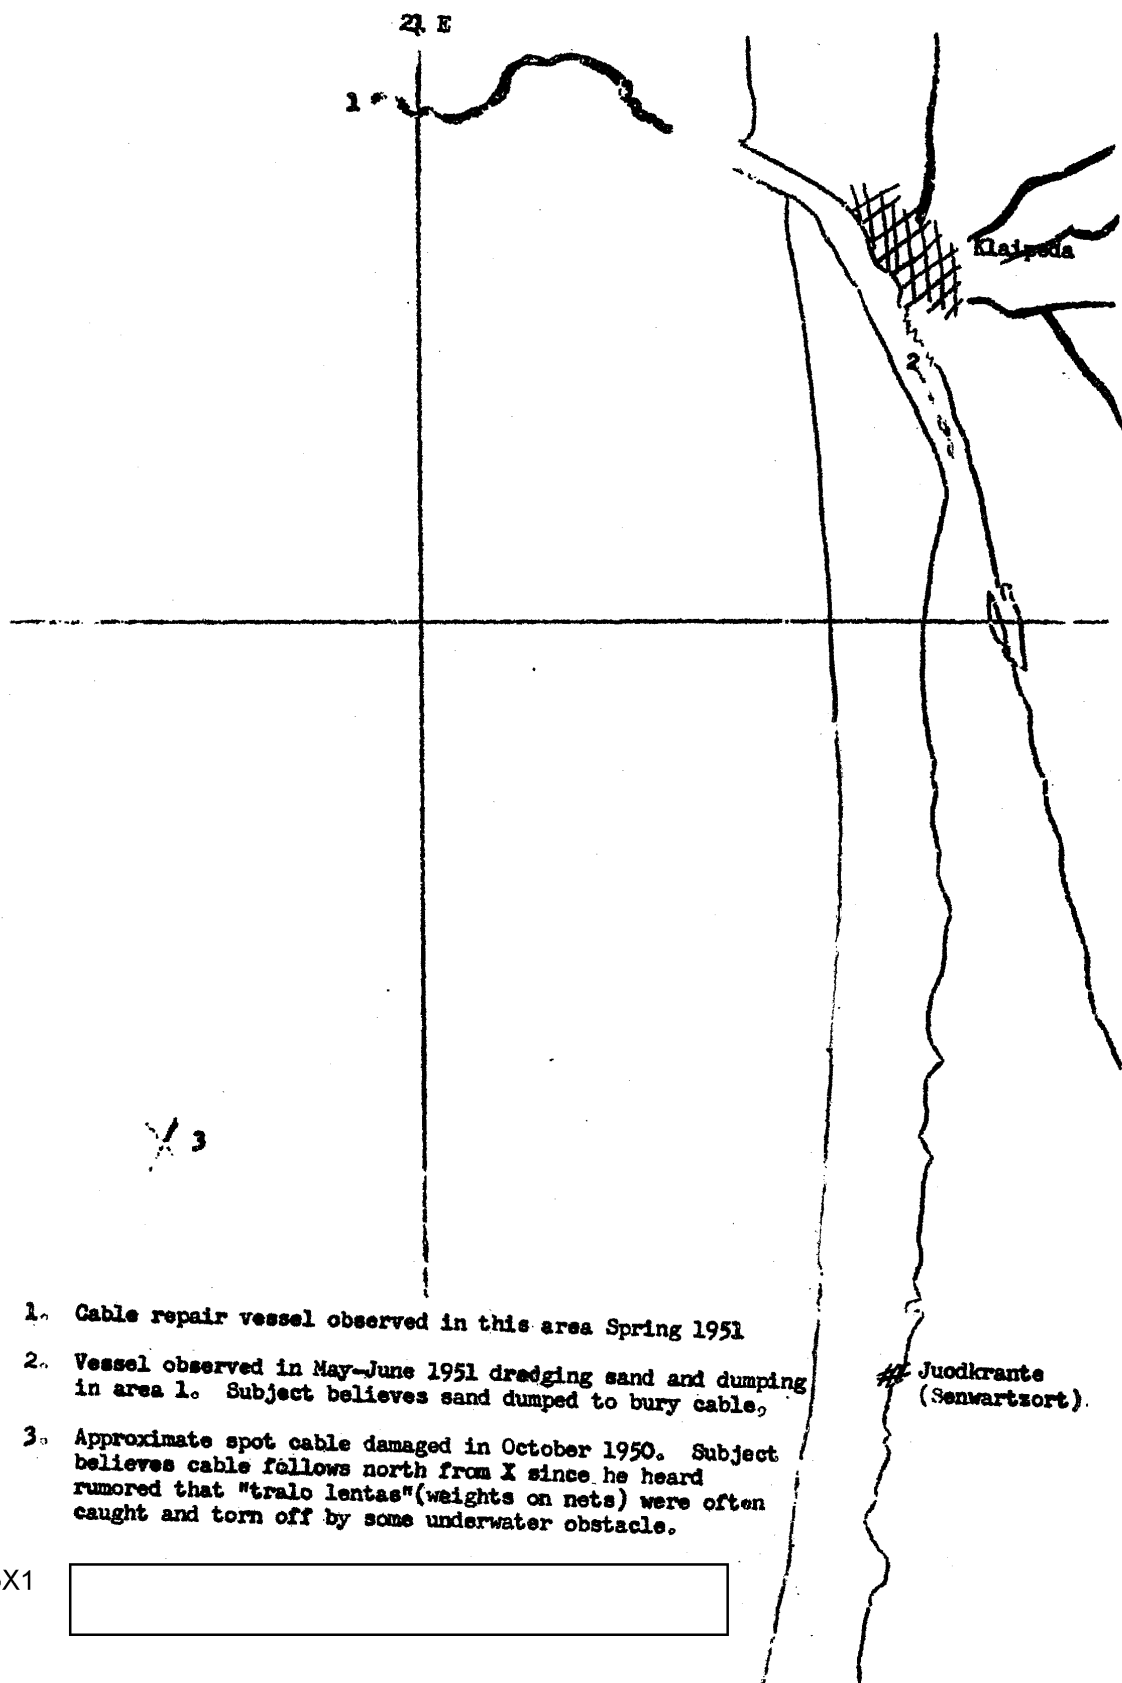 21 E
1
Klaipeda
2
3
1. Cable repair vessel observed in this area Spring 1951
2. Vessel observed in May-June 1951 dredging sand and dumping
in area 1. Subject believes sand dumped to bury cable.
3. Approximate spot cable damaged in October 1950. Subject
believes cable follows north from X since he heard
rumored that "tralo lentas"(weights on nets) were often
caught and torn off by some underwater obstacle.
Juodkrante
(Senwartzort).
X1